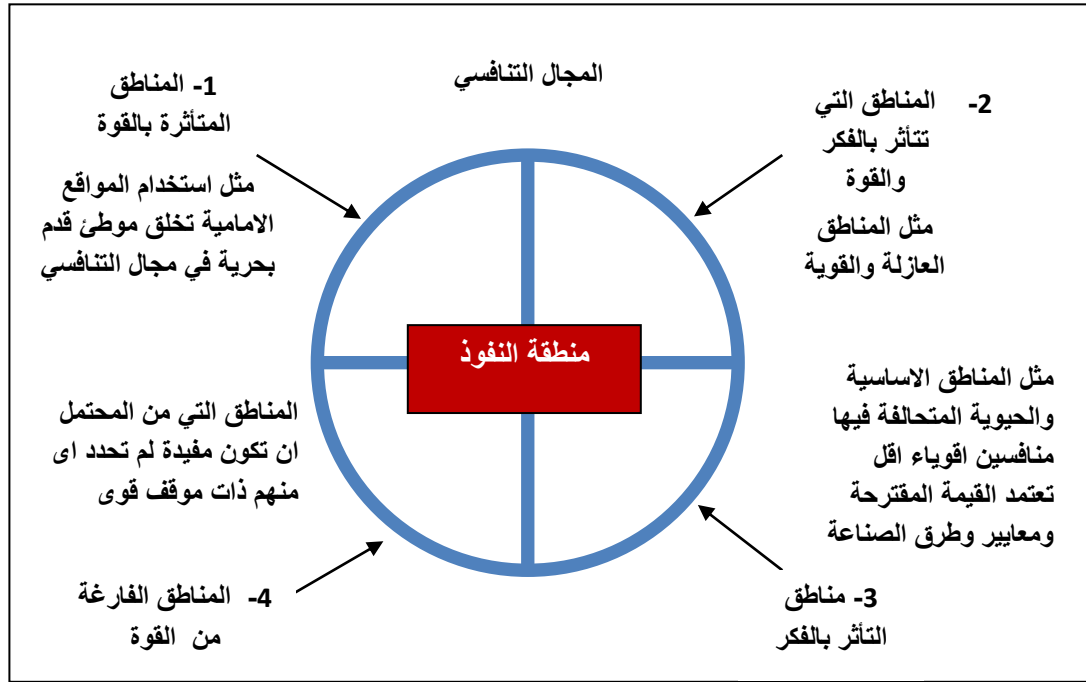 المجال التنافسي
1- المناطق
المتأثرة بالقوة
مثل استخدام المواقع
الامامية تخلق موطئ قدم
بحرية في مجال التنافسي
2- المناطق التي
تتأثر بالفكر
والقوة
مثل المناطق
العازلة والقوية
منطقة النفوذ
مثل المناطق الاساسية
والحيوية المتحالفة فيها
منافسين اقوياء اقل
تعتمد القيمة المقترحة
ومعايير وطرق الصناعة
3- مناطق
التأثر بالفكر
المناطق التي من المحتمل
ان تكون مفيدة لم تحدد اى
منهم ذات موقف قوى
4- المناطق الفارغة
من القوة